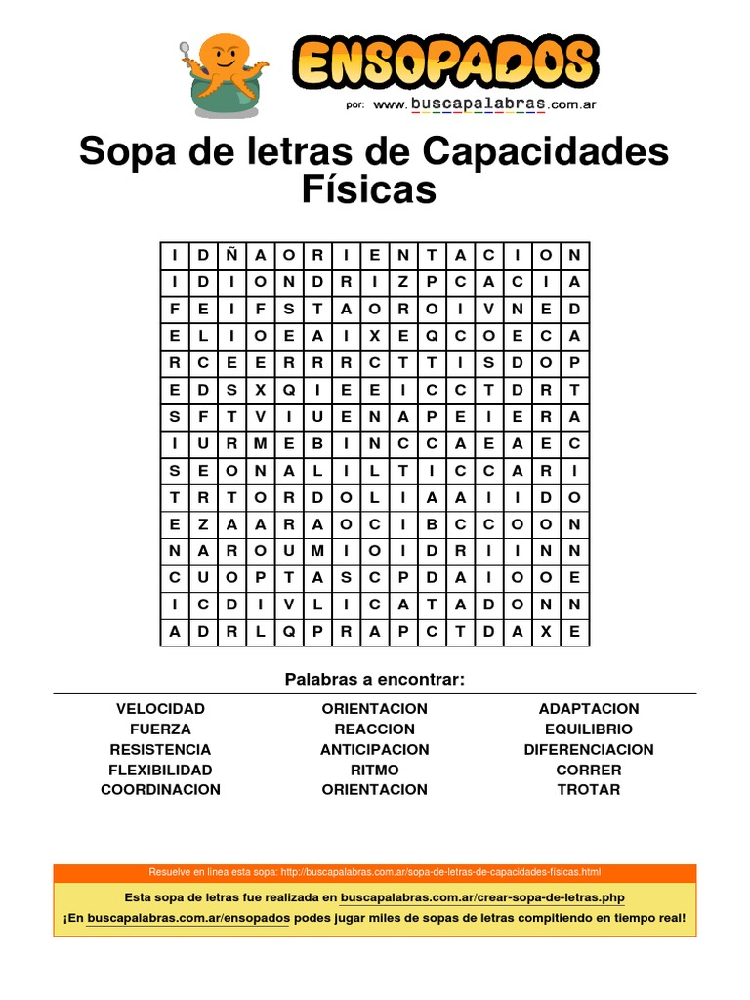 ENSOPADOS
por: www.buscapalabras.com.ar
Sopa de letras de Capacidades
Físicas
I D Ñ A O R I E N T A C I O N
I D I O N D R I Z P C A C I A
F E I F S T A O R O I V N E D
E L I O E A I X E Q C O E C A
R C E E R R R C T T I S D O P
E D S X Q I E E I C C T D R T
S F T V I U E N A P E I E R A
I U R M E B I N C C A E A E C
S E O N A L I L T I C C A R I
T R T O R D O L I A A I I D O
E Z A A R A O C I B C C O O N
N A R O U M I O I D R I I N N
C U O P T A S C P D A I O O E
I C D I V L I C A T A D O N N
A D R L Q P R A P C T D A X E
Palabras a encontrar:
VELOCIDAD ORIENTACION ADAPTACION
FUERZA REACCION EQUILIBRIO
RESISTENCIA ANTICIPACION DIFERENCIACION
FLEXIBILIDAD RITMO CORRER
COORDINACION ORIENTACION TROTAR
Resuelve en linea esta sopa: http://buscapalabras.com.ar/sopa-de-letras-de-capacidades-fisicas.html
Esta sopa de letras fue realizada en buscapalabras.com.ar/crear-sopa-de-letras.php
¡En buscapalabras.com.ar/ensopados podes jugar miles de sopas de letras compitiendo en tiempo real!